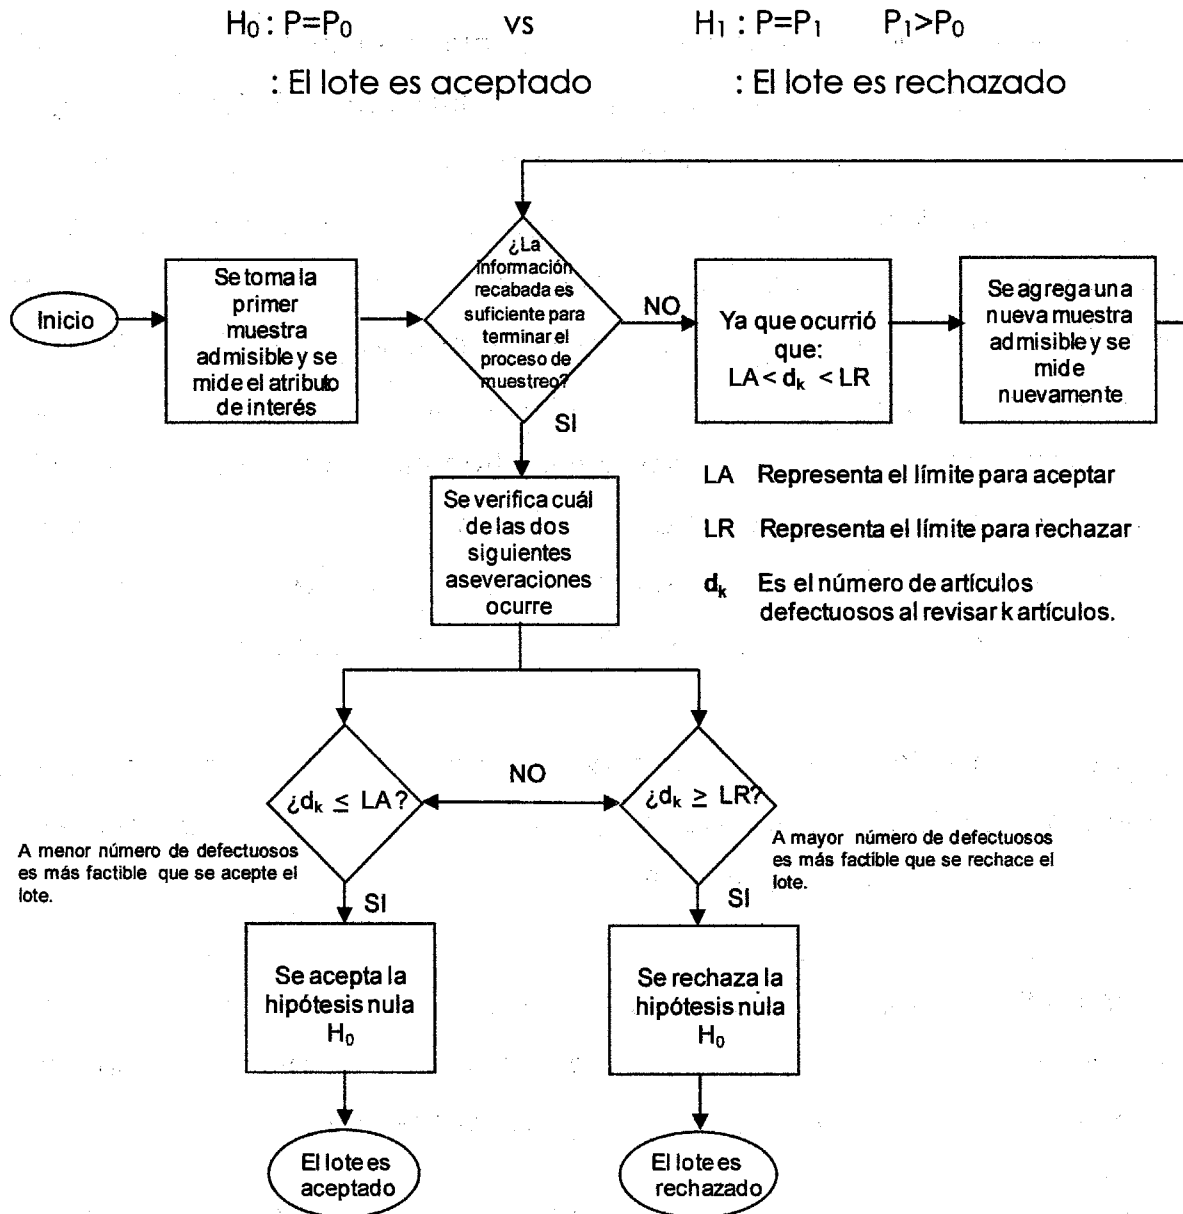 H0 : P=P0 vs H1 : P=P1 P1>P0
: El lote es aceptado : El lote es rechazado
Inicio
Se toma la
primer
muestra
admisible y se
mide el atributo
de interés
¿La
información
recabada es
suficiente para
terminar el
proceso de
muestreo?
NO
Ya que ocurrió
que:
LA < dk < LR
Se agrega una
nueva muestra
admisible y se
mide
nuevamente
SI
Se verifica cuál
de las dos
siguientes
aseveraciones
ocurre
LA Representa el límite para aceptar
LR Representa el límite para rechazar
dk Es el número de artículos
defectuosos al revisar k artículos.
¿dk ≤ LA?
NO
¿dk ≥ LR?
A menor número de defectuosos
es más factible que se acepte el
lote.
A mayor número de defectuosos
es más factible que se rechace el
lote.
SI
SI
Se acepta la
hipótesis nula
H0
Se rechaza la
hipótesis nula
H0
El lote es
aceptado
El lote es
rechazado